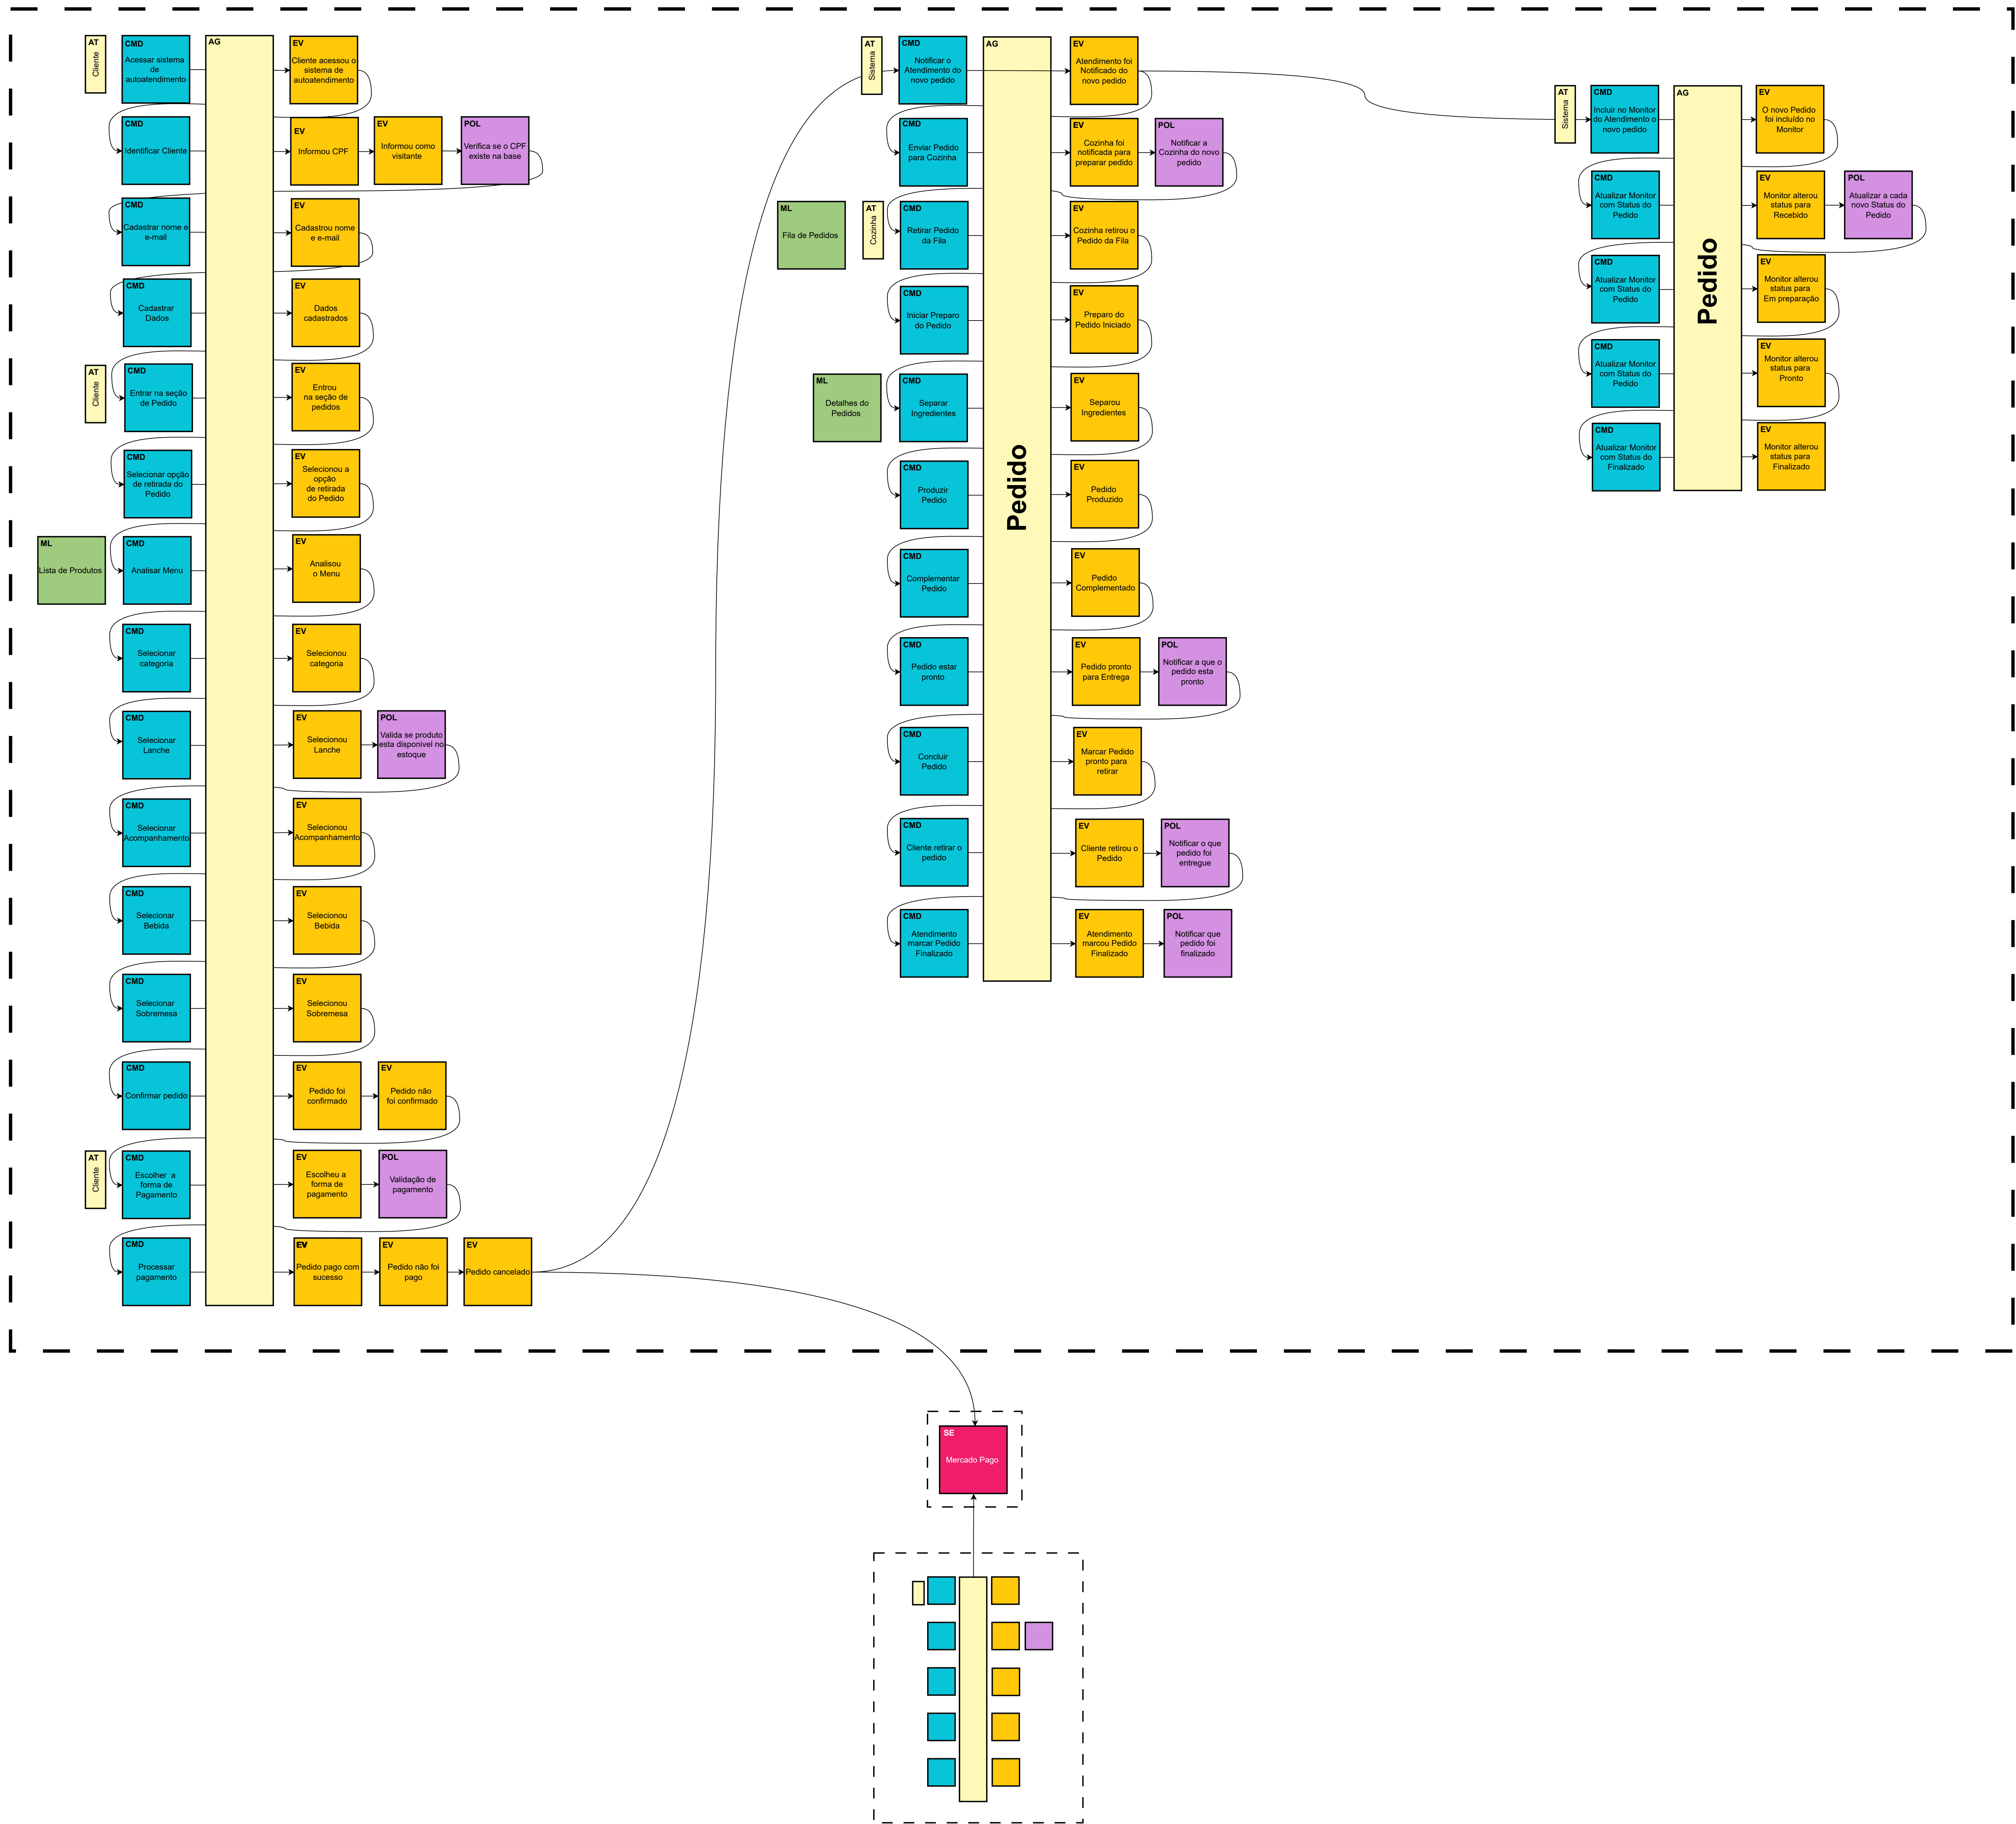 AT
Cliente
CMD
Acessar sistema
de
autoatendimento
AG
EV
Cliente acessou o
sistema de
autoatendimento
CMD
Identificar Cliente
EV
Informou CPF
EV
Informou como
visitante
POL
Verifica se o CPF
existe na base
CMD
Cadastrar nome e
e-mail
EV
Cadastrou nome
e e-mail
CMD
Cadastrar
Dados
EV
Dados
cadastrados
AT
Cliente
CMD
Entrar na seção
de Pedido
EV
Entrou
na seção de
pedidos
CMD
Selecionar opção
de retirada do
Pedido
EV
Selecionou a
opção
de retirada
do Pedido
ML
Lista de Produtos
CMD
Analisar Menu
EV
Analisou
o Menu
CMD
Selecionar
categoria
EV
Selecionou
categoria
CMD
Selecionar
Lanche
EV
Selecionou
Lanche
POL
Valida se produto
esta disponivel no
estoque
CMD
Selecionar
Acompanhamento
EV
Selecionou
Acompanhamento
CMD
Selecionar
Bebida
EV
Selecionou
Bebida
CMD
Selecionar
Sobremesa
EV
Selecionou
Sobremesa
CMD
Confirmar pedido
EV
Pedido foi
confirmado
EV
Pedido não
foi confirmado
AT
Cliente
CMD
Escolher a
forma de
Pagamento
EV
Escolheu a
forma de
pagamento
POL
Validação de
pagamento
CMD
Processar
pagamento
EV
Pedido pago com
sucesso
EV
Pedido não foi
pago
EV
Pedido cancelado
AT
Sistema
CMD
Notificar o
Atendimento do
novo pedido
AG
Pedido
EV
Atendimento foi
Notificado do
novo pedido
CMD
Enviar Pedido
para Cozinha
EV
Cozinha foi
notificada para
preparar pedido
POL
Notificar a
Cozinha do novo
pedido
ML
Fila de Pedidos
AT
Cozinha
CMD
Retirar Pedido
da Fila
EV
Cozinha retirou o
Pedido da Fila
CMD
Iniciar Preparo
do Pedido
EV
Preparo do
Pedido Iniciado
ML
Detalhes do
Pedidos
CMD
Separar
Ingredientes
EV
Separou
Ingredientes
CMD
Produzir
Pedido
EV
Pedido
Produzido
CMD
Complementar
Pedido
EV
Pedido
Complementado
CMD
Pedido estar
pronto
EV
Pedido pronto
para Entrega
POL
Notificar a que o
pedido esta
pronto
CMD
Concluir
Pedido
EV
Marcar Pedido
pronto para
retirar
CMD
Cliente retirar o
pedido
EV
Cliente retirou o
Pedido
POL
Notificar o que
pedido foi
entregue
CMD
Atendimento
marcar Pedido
Finalizado
EV
Atendimento
marcou Pedido
Finalizado
POL
Notificar que
pedido foi
finalizado
AT
Sistema
CMD
Incluir no Monitor
do Atendimento o
novo pedido
AG
Pedido
EV
O novo Pedido
foi incluído no
Monitor
CMD
Atualizar Monitor
com Status do
Pedido
EV
Monitor alterou
status para
Recebido
POL
Atualizar a cada
novo Status do
Pedido
CMD
Atualizar Monitor
com Status do
Pedido
EV
Monitor alterou
status para
Em preparação
CMD
Atualizar Monitor
com Status do
Pedido
EV
Monitor alterou
status para
Pronto
CMD
Atualizar Monitor
com Status do
Finalizado
EV
Monitor alterou
status para
Finalizado
SE
Mercado Pago